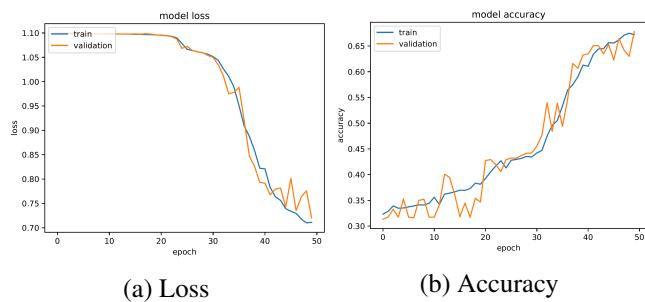 model loss
train
validation
1.10
1.05
1.00
0.95
0.90
0.85
0.80
0.75
0.70
loss
0 10 20 30 40 50
epoch
(a) Loss
model accuracy
train
validation
0.65
0.60
0.55
0.50
0.45
0.40
0.35
0.30
accuracy
0 10 20 30 40 50
epoch
(b) Accuracy